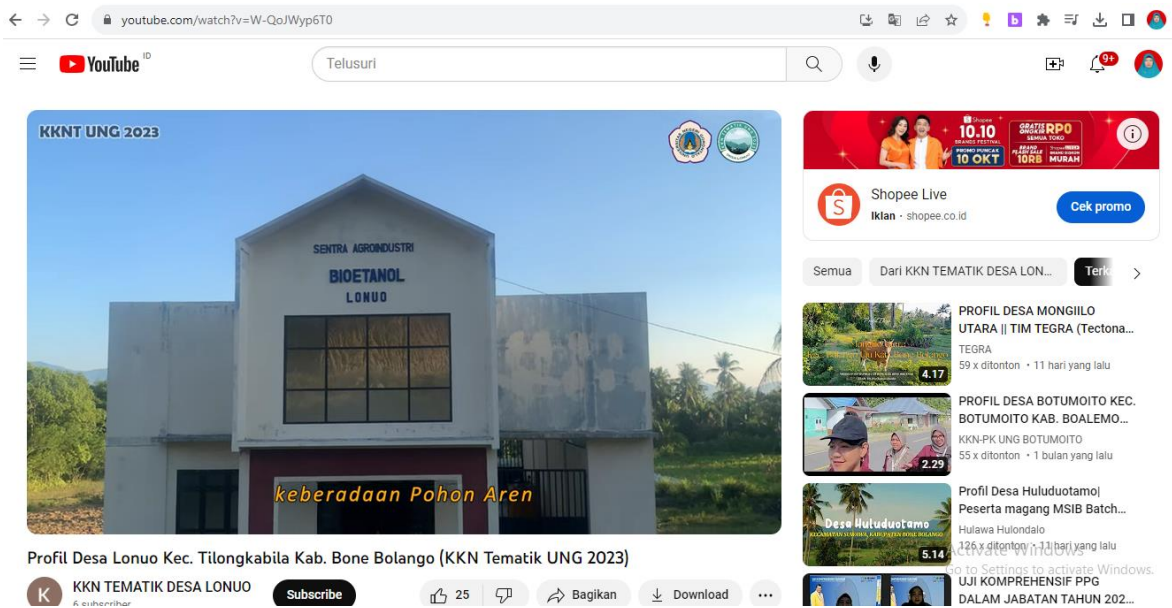 youtube.com/watch?v=W-QoJWyp6T0
YouTube ID
Telusuri
9+
KKNT UNG 2023
SENTRA AGROINDUSTRI
BIOETANOL
LONUO
keberadaan Pohon Aren
Profil Desa Lonuo Kec. Tilongkabila Kab. Bone Bolango (KKN Tematik UNG 2023)
K
KKN TEMATIK DESA LONUO
6 subscriber
Subscribe
25
Bagikan
Download
Shopee
10.10
BRANDS FESTIVAL
PROMO PUNCAK
10 OKT
GRATIS ONGKIR RP0
SEMUA TOKO
10RB MURAH
Shopee Live
Iklan · shopee.co.id
Cek promo
Semua
Dari KKN TEMATIK DESA LON...
Terka
PROFIL DESA MONGIILO
UTARA || TIM TEGRA (Tectona...
TEGRA
59 x ditonton · 11 hari yang lalu
4.17
PROFIL DESA BOTUMOITO KEC.
BOTUMOITO KAB. BOALEMO...
KKN-PK UNG BOTUMOITO
55 x ditonton · 1 bulan yang lalu
2.29
Profil Desa Huluduotamo|
Peserta magang MSIB Batch...
Hulawa Hulondalo
126 x ditonton · 11 hari yang lalu
Desa Huluduotamo
5.14
Activate Windows
Go to Settings to activate Windows.
UJI KOMPREHENSIF PPG
DALAM JABATAN TAHUN 202...